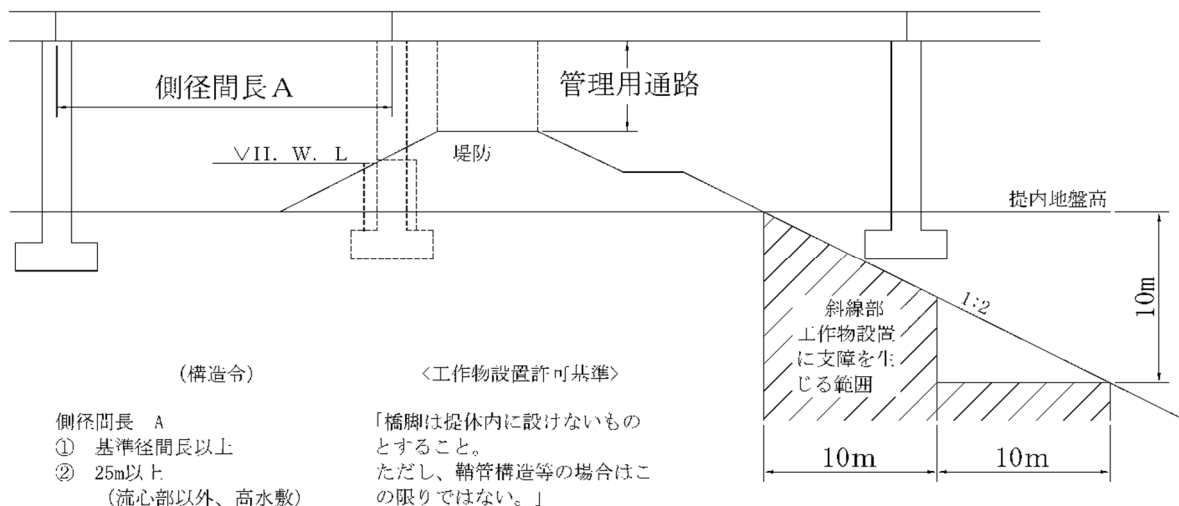 側径間長A
管理用通路
▽H. W. L
堤防
提内地盤高
1:2
10m
斜線部
工作物設置
に支障を生
じる範囲
10m
10m
(構造令)
側径間長 A
① 基準径間長以上
② 25m以上
(流心部以外、高水敷)
<工作物設置許可基準>
「橋脚は提体内に設けないもの
とすること。
ただし、鞘管構造等の場合はこ
の限りではない。」